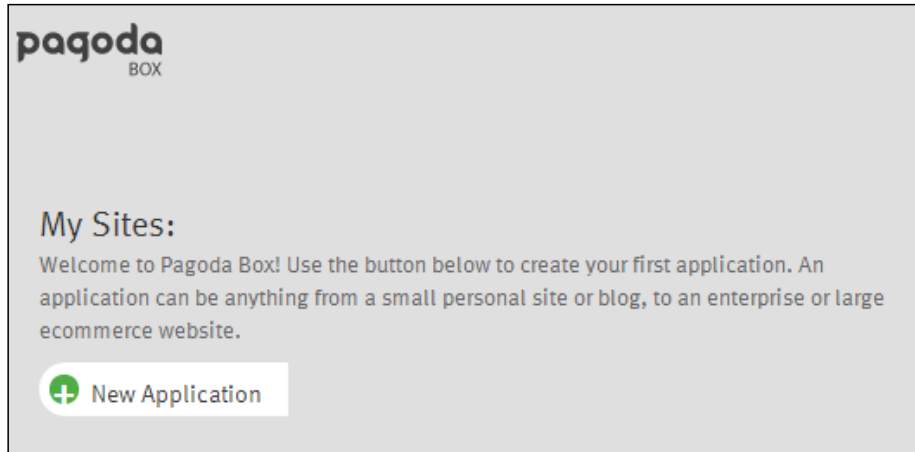 pagoda
BOX
My Sites:
Welcome to Pagoda Box! Use the button below to create your first application. An
application can be anything from a small personal site or blog, to an enterprise or large
ecommerce website.
New Application